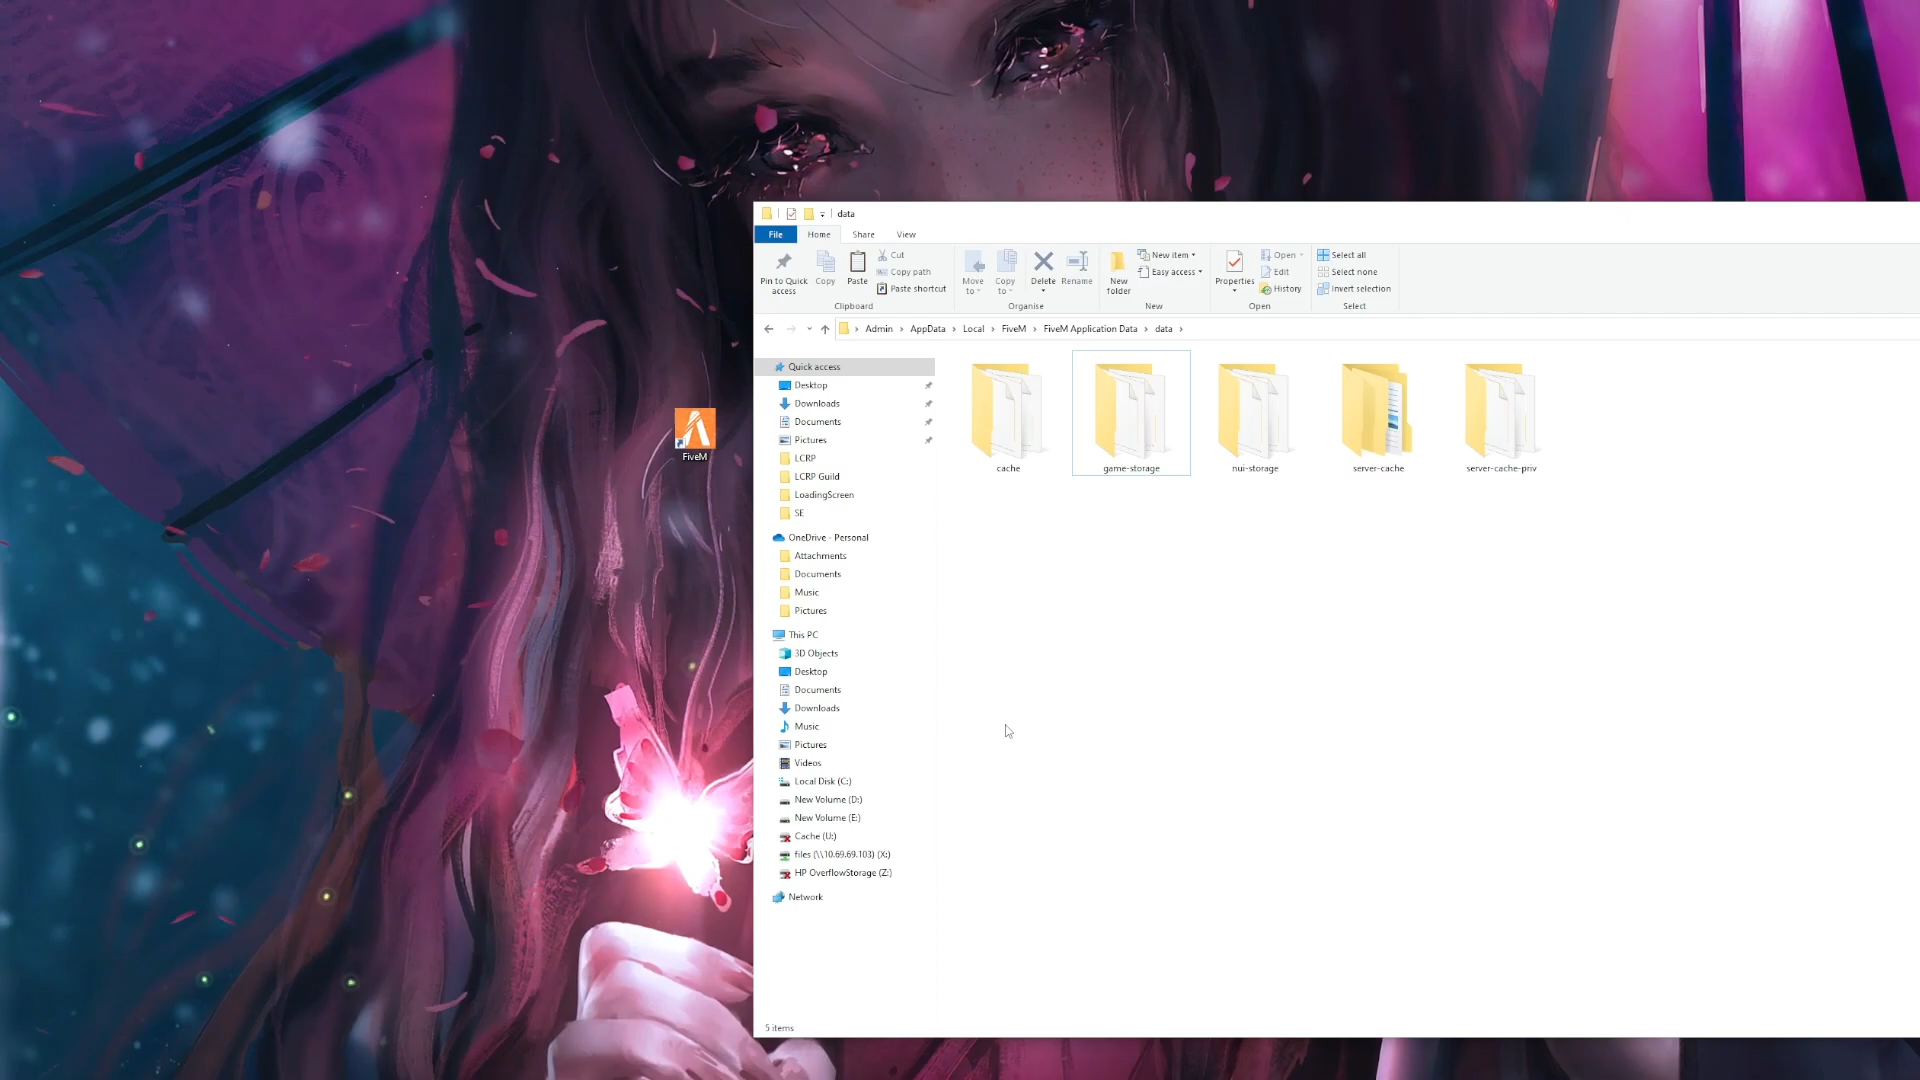 data
File Home Share View
Pin to Quick access
Copy
Paste
Cut
Copy path
Paste shortcut
Clipboard
Move to
Copy to
Delete
Rename
Organise
New folder
New item
Easy access
New
Properties
Open
Edit
History
Open
Select all
Select none
Invert selection
Select
Admin > AppData > Local > FiveM > FiveM Application Data > data >
Quick access
Desktop
Downloads
Documents
Pictures
LCRP
LCRP Guild
LoadingScreen
SE
OneDrive - Personal
Attachments
Documents
Music
Pictures
This PC
3D Objects
Desktop
Documents
Downloads
Music
Pictures
Videos
Local Disk (C:)
New Volume (D:)
New Volume (E:)
Cache (U:)
files (\\10.69.69.103) (X:)
HP OverflowStorage (Z:)
Network
cache
game-storage
nui-storage
server-cache
server-cache-priv
5 items
FiveM